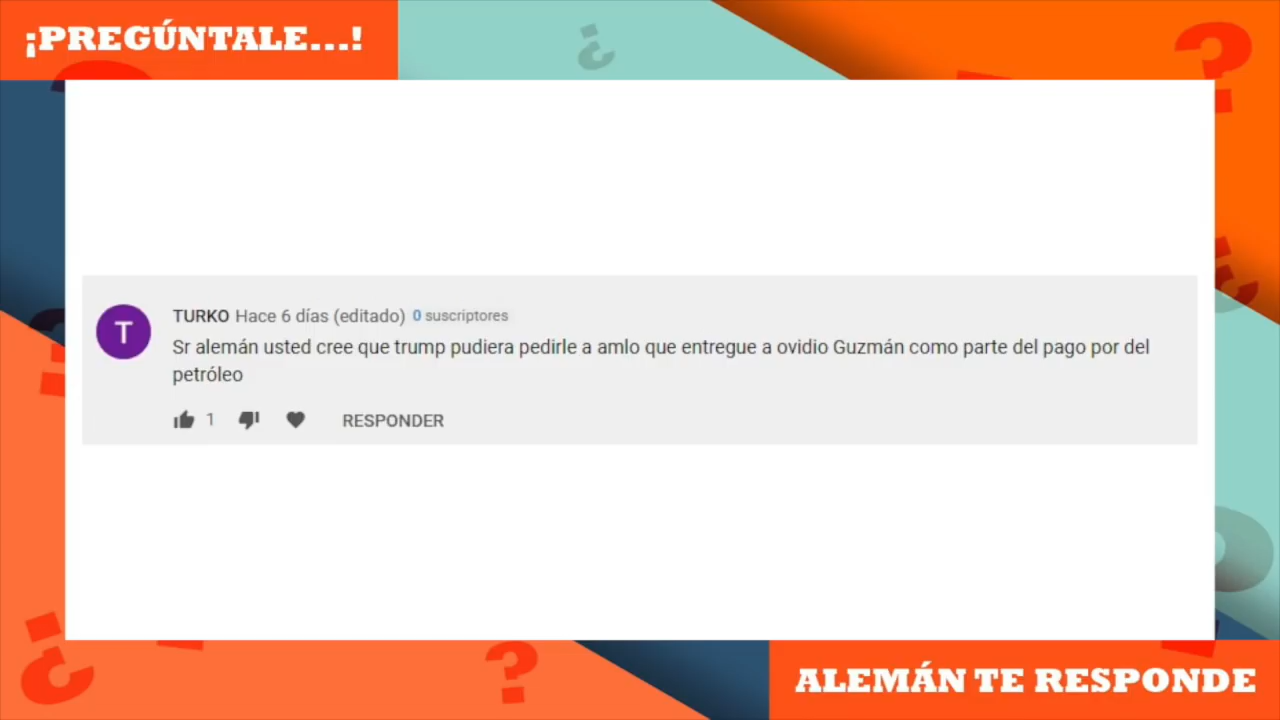 ¡PREGÚNTALE...!
T
TURKO Hace 6 días (editado) 0 suscriptores
Sr alemán usted cree que trump pudiera pedirle a amlo que entregue a ovidio Guzmán como parte del pago por del
petróleo
1 RESPONDER
ALEMÁN TE RESPONDE